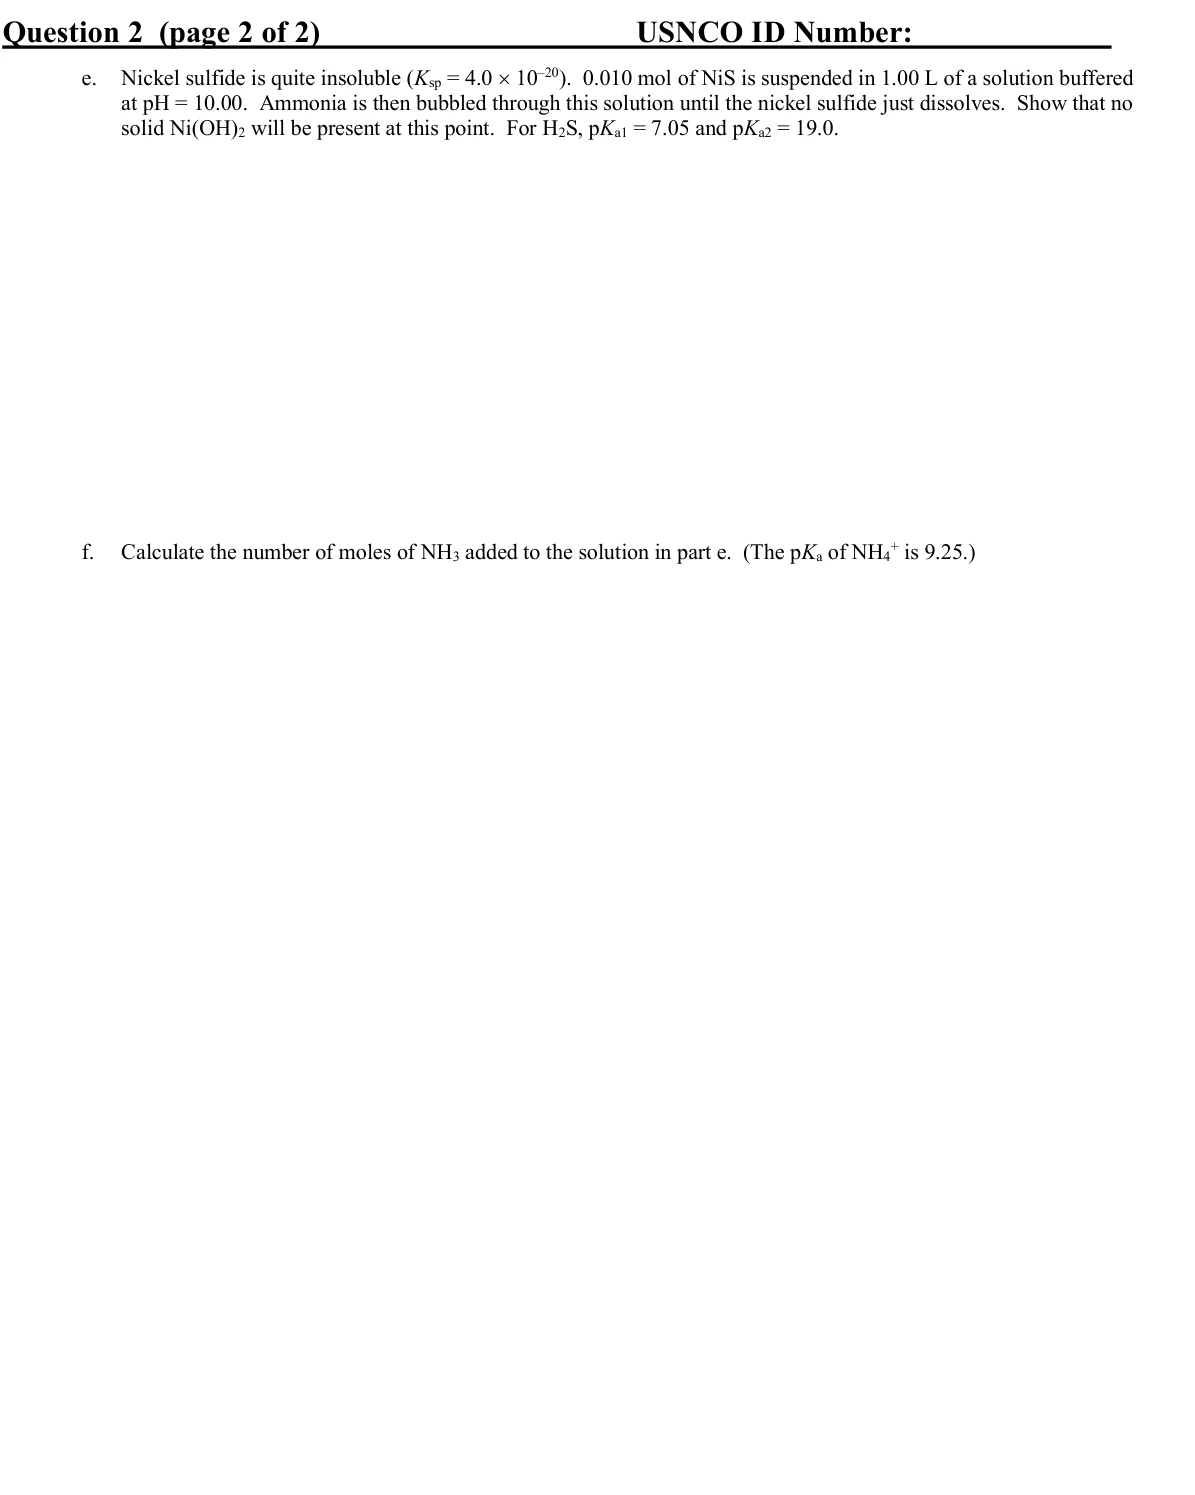 Question 2 (page 2 of 2) USNCO ID Number:
e. Nickel sulfide is quite insoluble (Ksp = 4.0 × 10⁻²⁰). 0.010 mol of NiS is suspended in 1.00 L of a solution buffered
at pH = 10.00. Ammonia is then bubbled through this solution until the nickel sulfide just dissolves. Show that no
solid Ni(OH)₂ will be present at this point. For H₂S, pKa1 = 7.05 and pKa2 = 19.0.
f. Calculate the number of moles of NH₃ added to the solution in part e. (The pKa of NH₄⁺ is 9.25.)